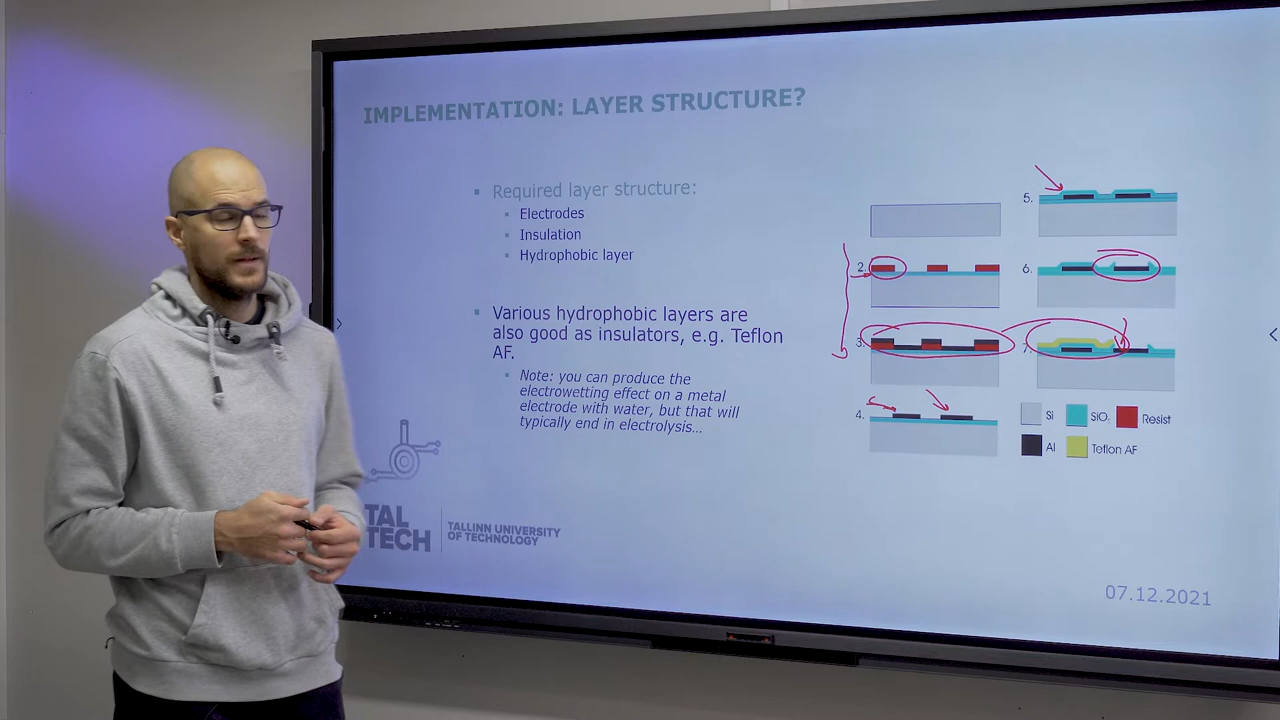 IMPLEMENTATION: LAYER STRUCTURE?
Required layer structure:
Electrodes
Insulation
Hydrophobic layer
Various hydrophobic layers are
also good as insulators, e.g. Teflon
AF.
Note: you can produce the
electrowetting effect on a metal
electrode with water, but that will
typically end in electrolysis...
2.
3.
4.
5.
6.
7.
Si
SiO
Resist
Al
Teflon AF
TAL
TECH
TALLINN UNIVERSITY
OF TECHNOLOGY
07.12.2021